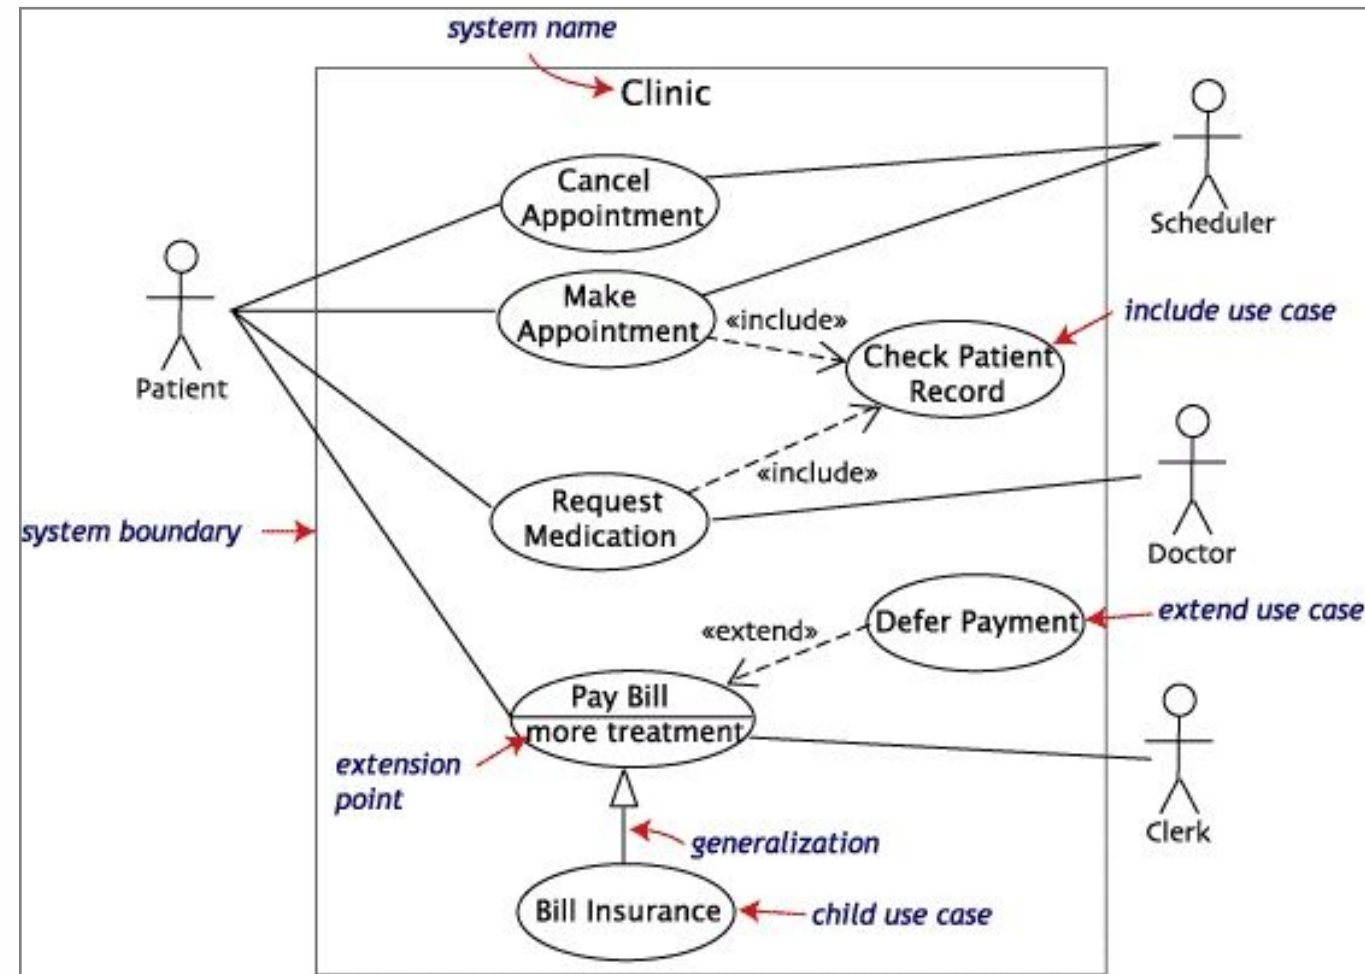 system name
Clinic
Cancel
Appointment
Scheduler
Make
Appointment
«include»
include use case
Check Patient
Record
Patient
«include»
Request
Medication
system boundary
Doctor
Defer Payment
extend use case
«extend»
Pay Bill
more treatment
extension
point
Clerk
generalization
Bill Insurance
child use case